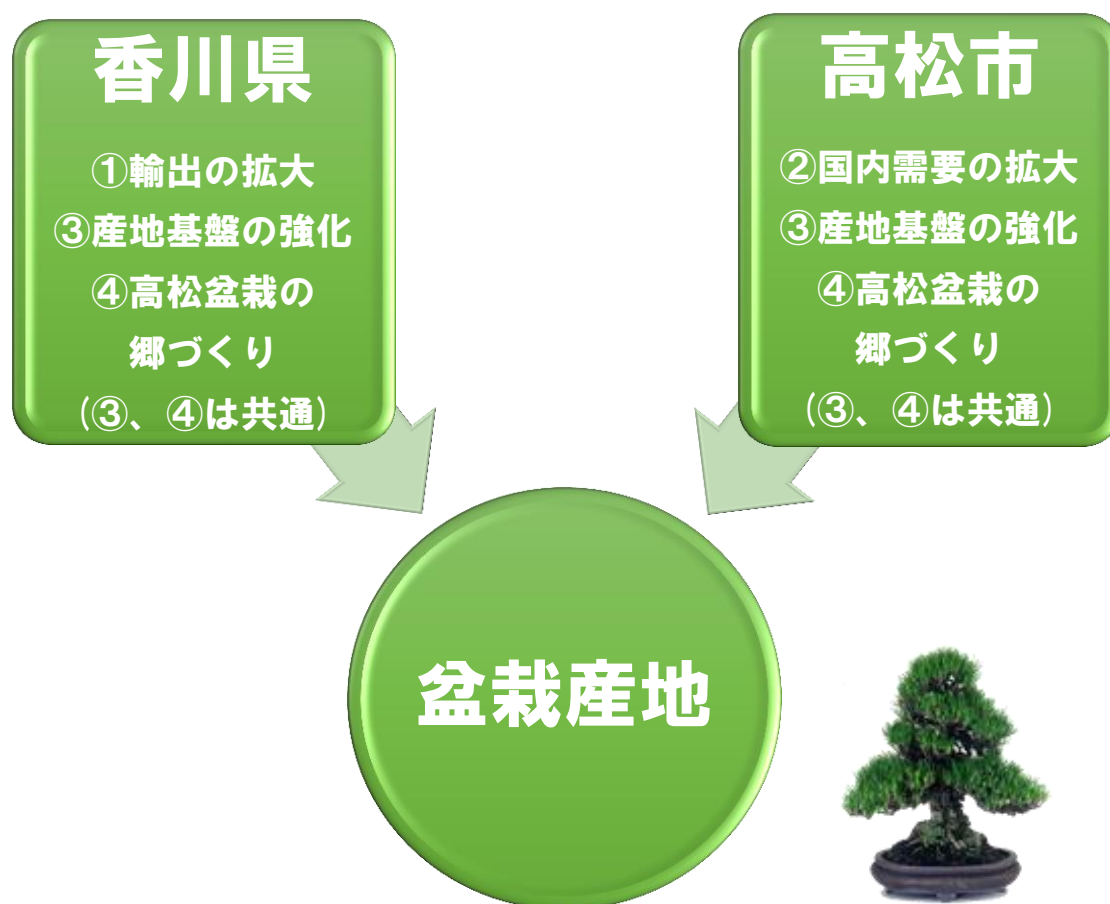 香川県
①輸出の拡大
③産地基盤の強化
④高松盆栽の
郷づくり
(③、④は共通)
高松市
②国内需要の拡大
③産地基盤の強化
④高松盆栽の
郷づくり
(③、④は共通)
盆栽産地